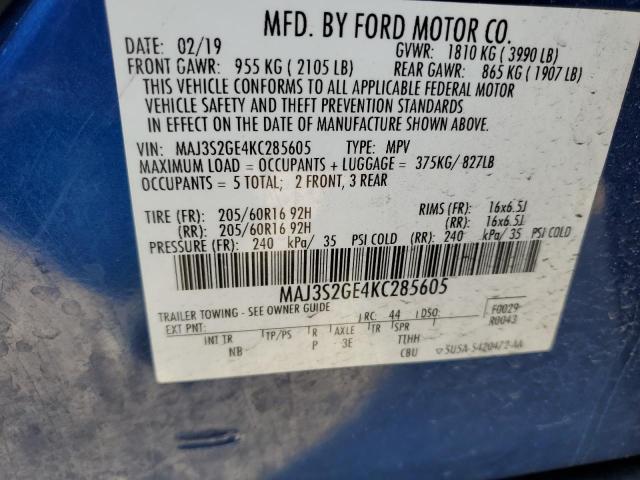 MFD. BY FORD MOTOR CO.
DATE: 02/19 GVWR: 1810 KG ( 3990 LB)
FRONT GAWR: 955 KG ( 2105 LB) REAR GAWR: 865 KG ( 1907 LB)
THIS VEHICLE CONFORMS TO ALL APPLICABLE FEDERAL MOTOR
VEHICLE SAFETY AND THEFT PREVENTION STANDARDS
IN EFFECT ON THE DATE OF MANUFACTURE SHOWN ABOVE.
VIN: MAJ3S2GE4KC285605 TYPE: MPV
MAXIMUM LOAD = OCCUPANTS + LUGGAGE = 375KG/ 827LB
OCCUPANTS = 5 TOTAL; 2 FRONT, 3 REAR
TIRE (FR): 205/60R16 92H RIMS (FR): 16x6.5J
(RR): 205/60R16 92H (RR): 16x6.5J
PRESSURE (FR): 240 kPa/ 35 PSI COLD (RR): 240 kPa/ 35 PSI COLD
MAJ3S2GE4KC285605
TRAILER TOWING - SEE OWNER GUIDE RC: 44 DSO: F0029
EXT PNT: R0043
INT TR TP/PS R AXLE TR SPR
NB P 3E TTHH
CBU